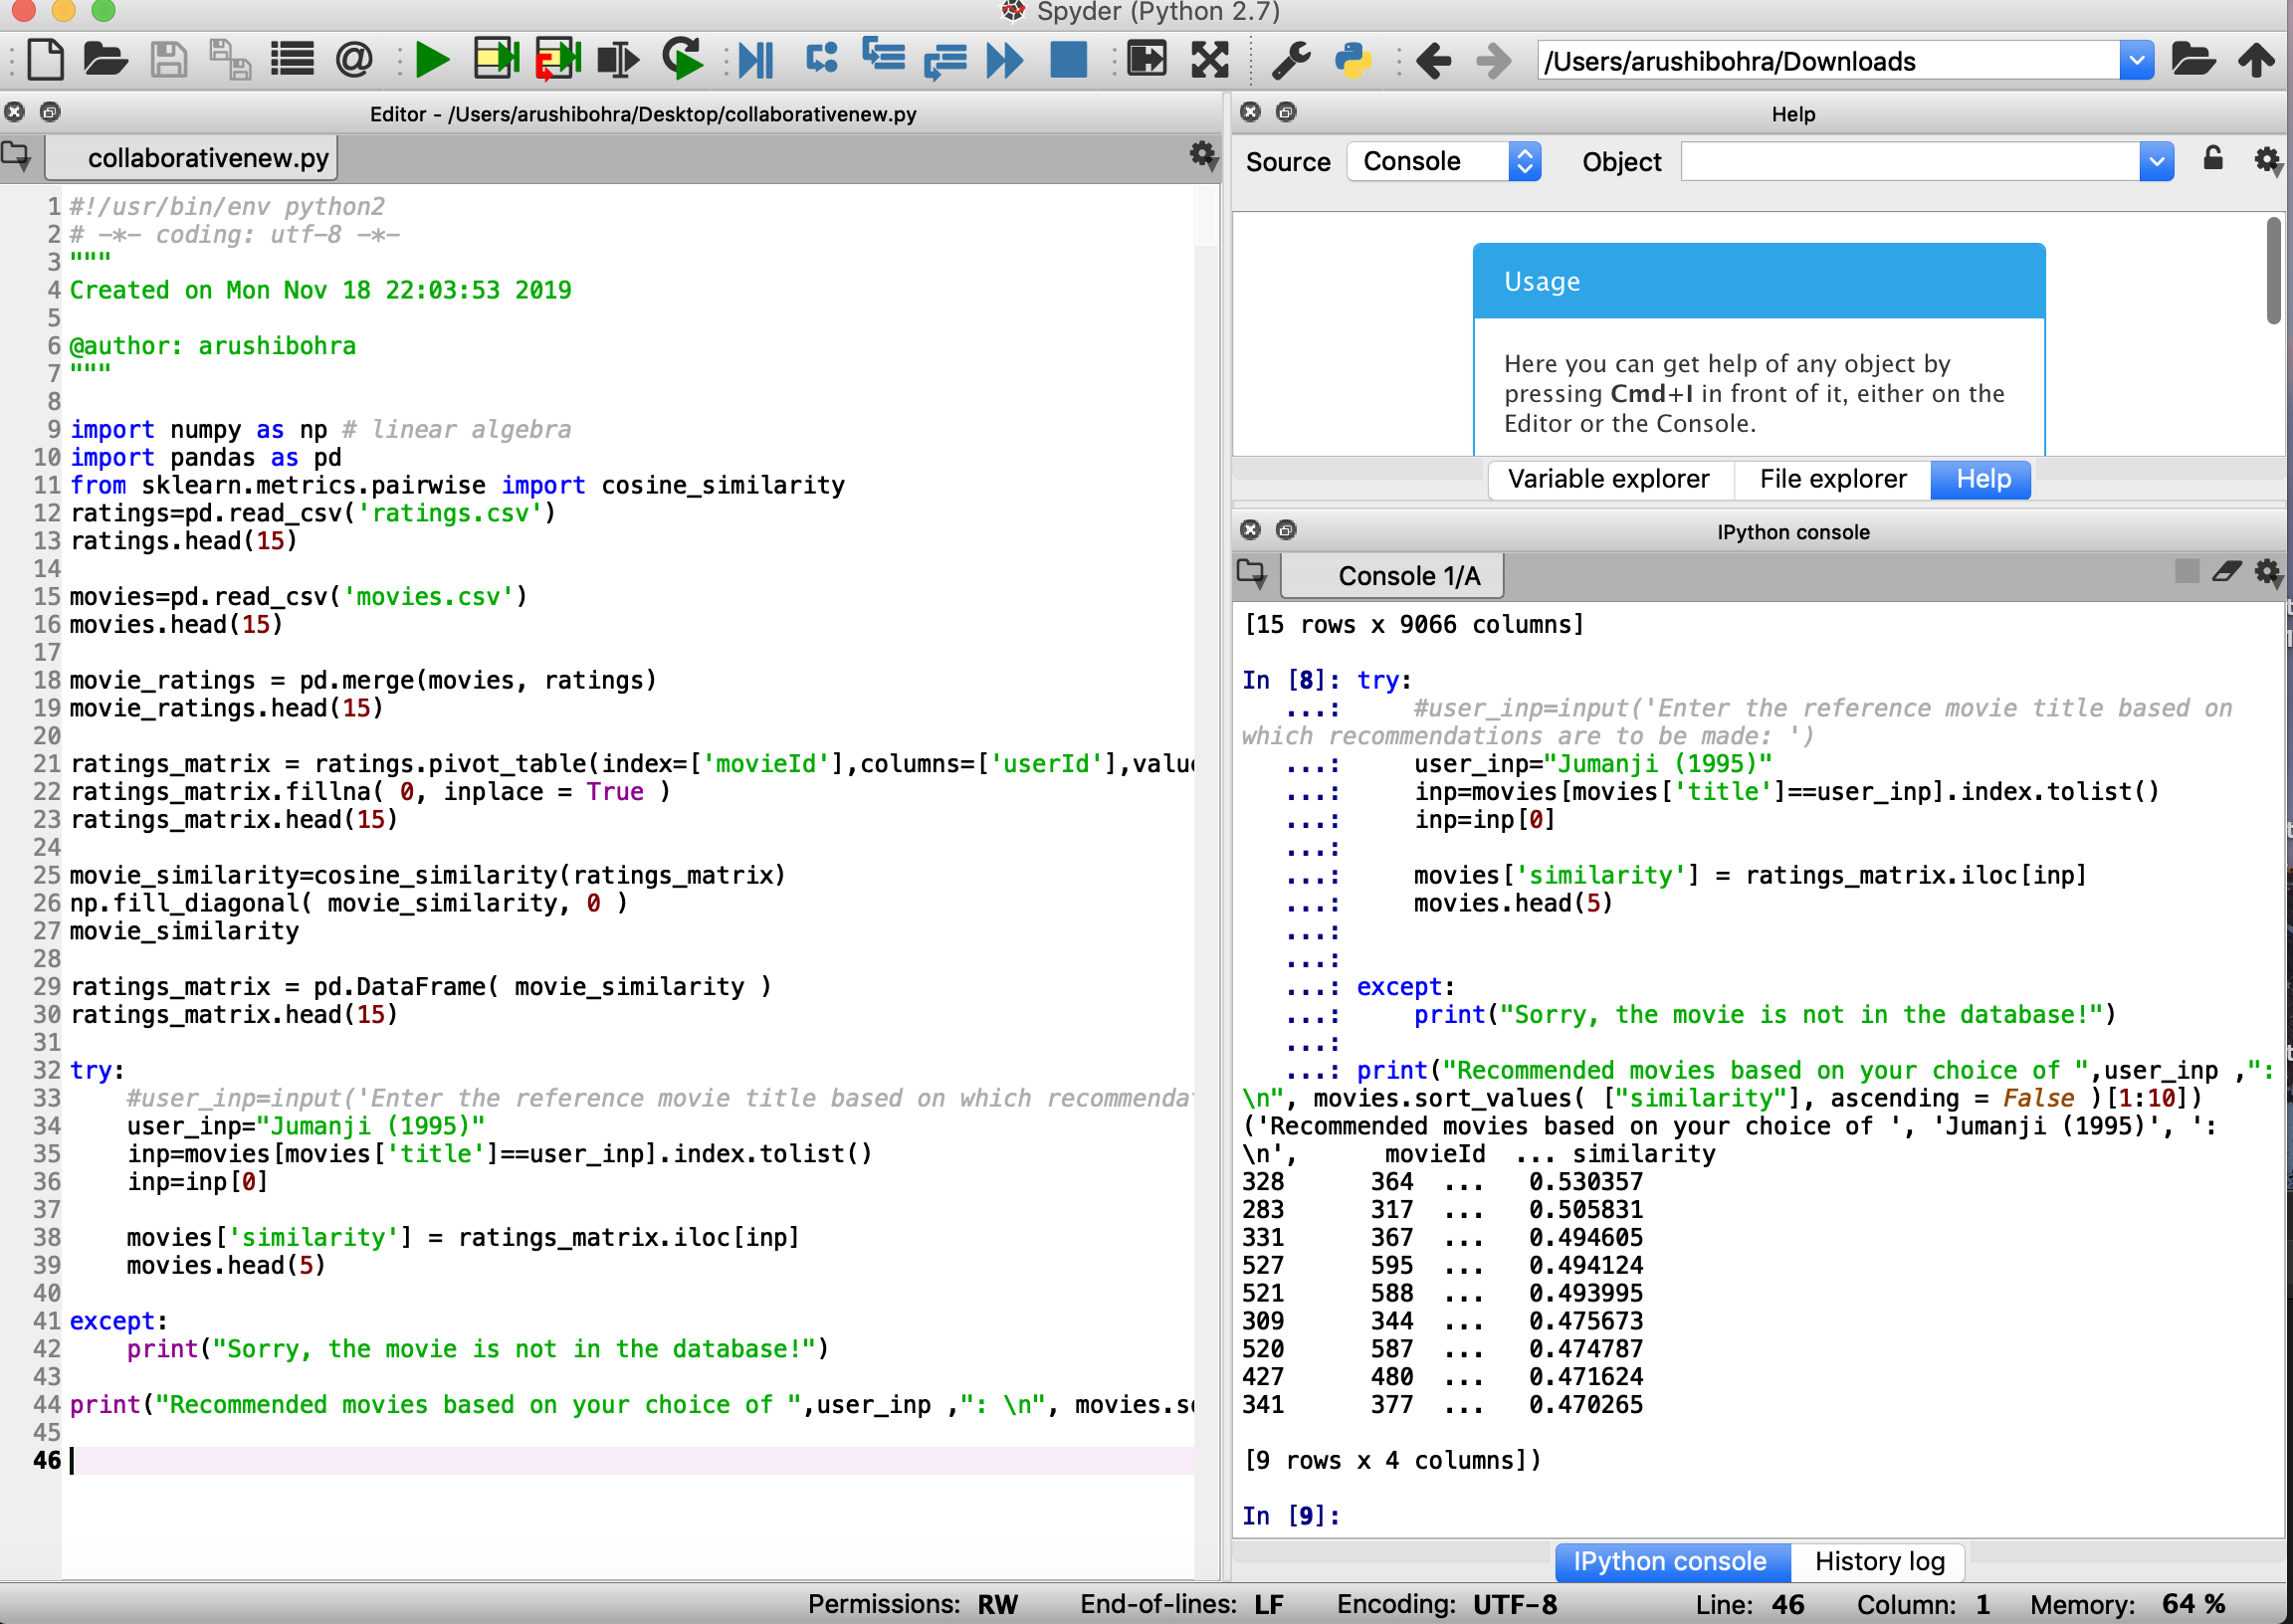 Spyder (Python 2.7)
/Users/arushibohra/Downloads
Editor - /Users/arushibohra/Desktop/collaborativenew.py
collaborativenew.py
1 #!/usr/bin/env python2
2 # -*- coding: utf-8 -*-
3 """
4 Created on Mon Nov 18 22:03:53 2019
5
6 @author: arushibohra
7 """
8
9 import numpy as np # linear algebra
10 import pandas as pd
11 from sklearn.metrics.pairwise import cosine_similarity
12 ratings=pd.read_csv('ratings.csv')
13 ratings.head(15)
14
15 movies=pd.read_csv('movies.csv')
16 movies.head(15)
17
18 movie_ratings = pd.merge(movies, ratings)
19 movie_ratings.head(15)
20
21 ratings_matrix = ratings.pivot_table(index=['movieId'],columns=['userId'],valu
22 ratings_matrix.fillna( 0, inplace = True )
23 ratings_matrix.head(15)
24
25 movie_similarity=cosine_similarity(ratings_matrix)
26 np.fill_diagonal( movie_similarity, 0 )
27 movie_similarity
28
29 ratings_matrix = pd.DataFrame( movie_similarity )
30 ratings_matrix.head(15)
31
32 try:
33     #user_inp=input('Enter the reference movie title based on which recommenda
34     user_inp="Jumanji (1995)"
35     inp=movies[movies['title']==user_inp].index.tolist()
36     inp=inp[0]
37
38     movies['similarity'] = ratings_matrix.iloc[inp]
39     movies.head(5)
40
41 except:
42     print("Sorry, the movie is not in the database!")
43
44 print("Recommended movies based on your choice of ",user_inp ,": \n", movies.s
45
46
Help
Source Console Object
Usage
Here you can get help of any object by
pressing Cmd+I in front of it, either on the
Editor or the Console.
Variable explorer File explorer Help
IPython console
Console 1/A
[15 rows x 9066 columns]
In [8]: try:
   ...:     #user_inp=input('Enter the reference movie title based on
which recommendations are to be made: ')
   ...:     user_inp="Jumanji (1995)"
   ...:     inp=movies[movies['title']==user_inp].index.tolist()
   ...:     inp=inp[0]
   ...:
   ...:     movies['similarity'] = ratings_matrix.iloc[inp]
   ...:     movies.head(5)
   ...:
   ...:
   ...: except:
   ...:     print("Sorry, the movie is not in the database!")
   ...:
   ...: print("Recommended movies based on your choice of ",user_inp ,":
\n", movies.sort_values( ["similarity"], ascending = False )[1:10])
('Recommended movies based on your choice of ', 'Jumanji (1995)', ':
\n',      movieId  ... similarity
328      364  ...   0.530357
283      317  ...   0.505831
331      367  ...   0.494605
527      595  ...   0.494124
521      588  ...   0.493995
309      344  ...   0.475673
520      587  ...   0.474787
427      480  ...   0.471624
341      377  ...   0.470265
[9 rows x 4 columns])
In [9]:
IPython console History log
Permissions: RW End-of-lines: LF Encoding: UTF-8 Line: 46 Column: 1 Memory: 64 %